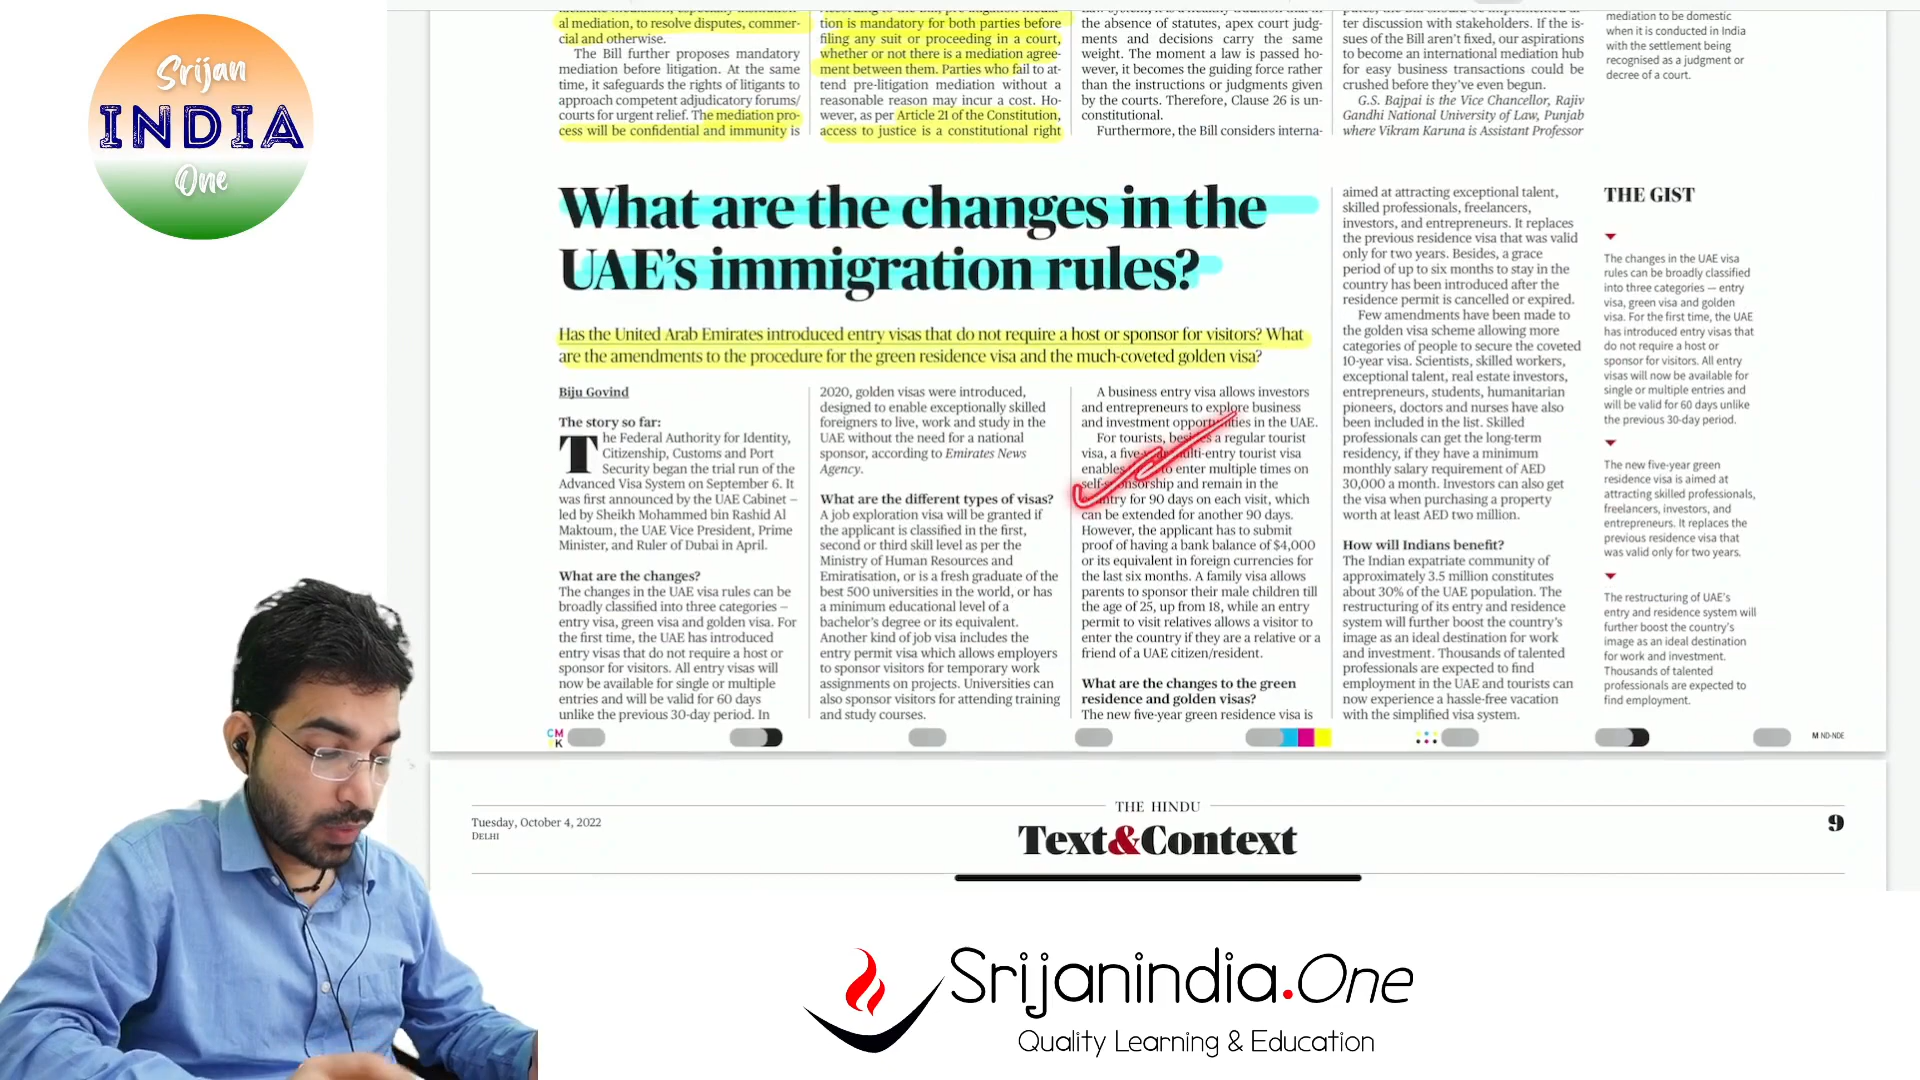 Srijan
INDIA
One
al mediation, to resolve disputes, commer-
cial and otherwise.
The Bill further proposes mandatory
mediation before litigation. At the same
time, it safeguards the rights of litigants to
approach competent adjudicatory forums/
courts for urgent relief. The mediation pro-
cess will be confidential and immunity is
tion is mandatory for both parties before
filing any suit or proceeding in a court,
whether or not there is a mediation agree-
ment between them. Parties who fail to at-
tend pre-litigation mediation without a
reasonable reason may incur a cost. Ho-
wever, as per Article 21 of the Constitution,
access to justice is a constitutional right
the absence of statutes, apex court judg-
ments and decisions carry the same
weight. The moment a law is passed ho-
wever, it becomes the guiding force rather
than the instructions or judgments given
by the courts. Therefore, Clause 26 is un-
constitutional.
Furthermore, the Bill considers interna-
ter discussion with stakeholders. If the is-
sues of the Bill aren't fixed, our aspirations
to become an international mediation hub
for easy business transactions could be
crushed before they've even begun.
G.S. Bajpai is the Vice Chancellor, Rajiv
Gandhi National University of Law, Punjab
where Vikram Karuna is Assistant Professor
mediation to be domestic
when it is conducted in India
with the settlement being
recognised as a judgment or
decree of a court.
What are the changes in the
UAE's immigration rules?
Has the United Arab Emirates introduced entry visas that do not require a host or sponsor for visitors? What
are the amendments to the procedure for the green residence visa and the much-coveted golden visa?
Biju Govind
The story so far:
The Federal Authority for Identity,
Citizenship, Customs and Port
Security began the trial run of the
Advanced Visa System on September 6. It
was first announced by the UAE Cabinet –
led by Sheikh Mohammed bin Rashid Al
Maktoum, the UAE Vice President, Prime
Minister, and Ruler of Dubai in April.
What are the changes?
The changes in the UAE visa rules can be
broadly classified into three categories –
entry visa, green visa and golden visa. For
the first time, the UAE has introduced
entry visas that do not require a host or
sponsor for visitors. All entry visas will
now be available for single or multiple
entries and will be valid for 60 days
unlike the previous 30-day period. In
2020, golden visas were introduced,
designed to enable exceptionally skilled
foreigners to live, work and study in the
UAE without the need for a national
sponsor, according to Emirates News
Agency.
What are the different types of visas?
A job exploration visa will be granted if
the applicant is classified in the first,
second or third skill level as per the
Ministry of Human Resources and
Emiratisation, or is a fresh graduate of the
best 500 universities in the world, or has
a minimum educational level of a
bachelor's degree or its equivalent.
Another kind of job visa includes the
entry permit visa which allows employers
to sponsor visitors for temporary work
assignments on projects. Universities can
also sponsor visitors for attending training
and study courses.
A business entry visa allows investors
and entrepreneurs to explore business
and investment opportunities in the UAE.
For tourists, besides a regular tourist
visa, a five-year multi-entry tourist visa
enables to enter multiple times on
self-sponsorship and remain in the
country for 90 days on each visit, which
can be extended for another 90 days.
However, the applicant has to submit
proof of having a bank balance of $4,000
or its equivalent in foreign currencies for
the last six months. A family visa allows
parents to sponsor their male children till
the age of 25, up from 18, while an entry
permit to visit relatives allows a visitor to
enter the country if they are a relative or a
friend of a UAE citizen/resident.
What are the changes to the green
residence and golden visas?
The new five-year green residence visa is
aimed at attracting exceptional talent,
skilled professionals, freelancers,
investors, and entrepreneurs. It replaces
the previous residence visa that was valid
only for two years. Besides, a grace
period of up to six months to stay in the
country has been introduced after the
residence permit is cancelled or expired.
Few amendments have been made to
the golden visa scheme allowing more
categories of people to secure the coveted
10-year visa. Scientists, skilled workers,
exceptional talent, real estate investors,
entrepreneurs, students, humanitarian
pioneers, doctors and nurses have also
been included in the list. Skilled
professionals can get the long-term
residency, if they have a minimum
monthly salary requirement of AED
30,000 a month. Investors can also get
the visa when purchasing a property
worth at least AED two million.
How will Indians benefit?
The Indian expatriate community of
approximately 3.5 million constitutes
about 30% of the UAE population. The
restructuring of its entry and residence
system will further boost the country's
image as an ideal destination for work
and investment. Thousands of talented
professionals are expected to find
employment in the UAE and tourists can
now experience a hassle-free vacation
with the simplified visa system.
THE GIST
The changes in the UAE visa
rules can be broadly classified
into three categories — entry
visa, green visa and golden
visa. For the first time, the UAE
has introduced entry visas that
do not require a host or
sponsor for visitors. All entry
visas will now be available for
single or multiple entries and
will be valid for 60 days unlike
the previous 30-day period.
The new five-year green
residence visa is aimed at
attracting skilled professionals,
freelancers, investors, and
entrepreneurs. It replaces the
previous residence visa that
was valid only for two years.
The restructuring of UAE's
entry and residence system will
further boost the country's
image as an ideal destination
for work and investment.
Thousands of talented
professionals are expected to
find employment.
CM
YK
M ND-NDE
Tuesday, October 4, 2022
DELHI
THE HINDU
Text&Context
9
Srijanindia.One
Quality Learning & Education